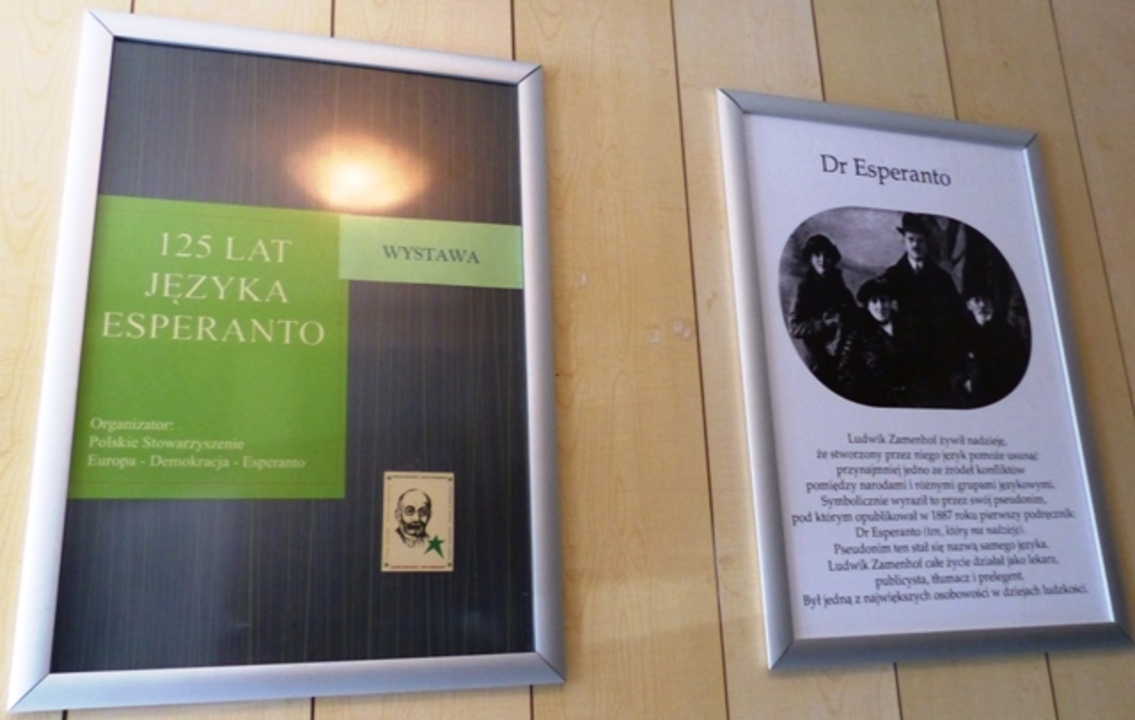 125 LAT
JĘZYKA
ESPERANTO
WYSTAWA
Organizator:
Polskie Stowarzyszenie
Europa - Demokracja - Esperanto
Dr Esperanto
Ludwik Zamenhof żywił nadzieję,
że stworzony przez niego język pomoże usunąć
przynajmniej jedno ze źródeł konfliktów
pomiędzy narodami i różnymi grupami językowymi.
Symbolicznie wyraził to przez swój pseudonim,
pod którym opublikował w 1887 roku pierwszy podręcznik:
Dr Esperanto (ten, który ma nadzieję).
Pseudonim ten stał się nazwą samego języka.
Ludwik Zamenhof całe życie działał jako lekarz,
publicysta, tłumacz i prelegent.
Był jedną z największych osobowości w dziejach ludzkości.